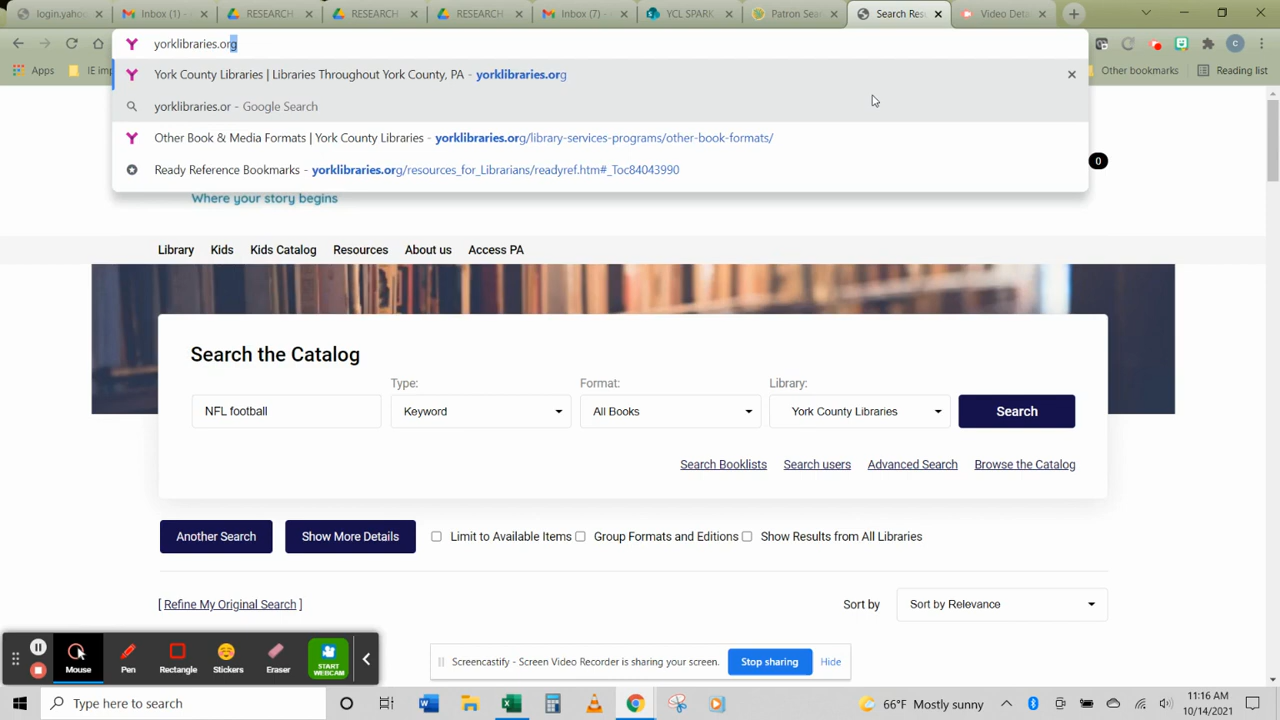 login.yahoo. Inbox (1) - RESEARCH RESEARCH RESEARCH Inbox (7) - YCL SPARK Patron Sear Search Res Video Deta
yorklibraries.org
Apps IE imp Other bookmarks Reading list
York County Libraries | Libraries Throughout York County, PA - yorklibraries.org
yorklibraries.or - Google Search
Other Book & Media Formats | York County Libraries - yorklibraries.org/library-services-programs/other-book-formats/
Ready Reference Bookmarks - yorklibraries.org/resources_for_Librarians/readyref.htm#_Toc84043990
0
Where your story begins
Library Kids Kids Catalog Resources About us Access PA
Search the Catalog
Type: Format: Library:
NFL football Keyword All Books York County Libraries Search
Search Booklists Search users Advanced Search Browse the Catalog
Another Search Show More Details Limit to Available Items Group Formats and Editions Show Results from All Libraries
[ Refine My Original Search ] Sort by Sort by Relevance
Mouse Pen Rectangle Stickers Eraser START WEBCAM
Screencastify - Screen Video Recorder is sharing your screen. Stop sharing Hide
Type here to search 66°F Mostly sunny 11:16 AM
10/14/2021